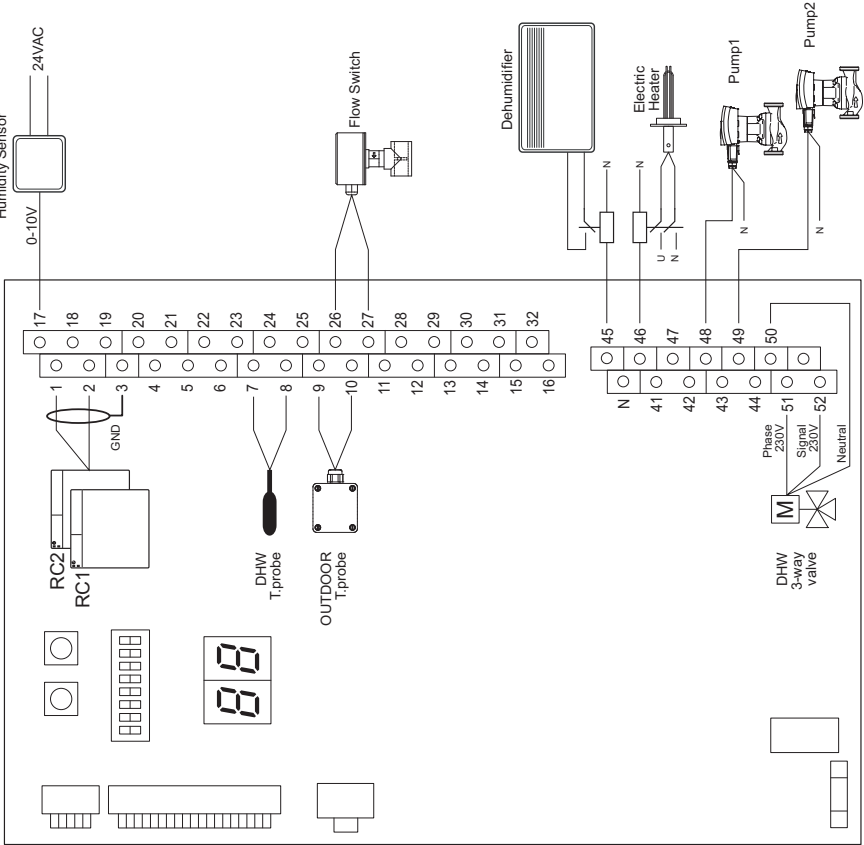 Humidity Sensor
24VAC
0-10V
Flow Switch
Dehumidifier
Electric
Heater
Pump1
Pump2
N
N
U
N
N
N
17
18
19
20
21
22
23
24
25
26
27
28
29
30
31
32
1
2
3
4
5
6
7
8
9
10
11
12
13
14
15
16
45
46
47
48
49
50
N
41
42
43
44
51
52
GND
RC2
RC1
DHW
T.probe
OUTDOOR
T.probe
Phase
230V
Signal
230V
Neutral
M
DHW
3-way
valve
88